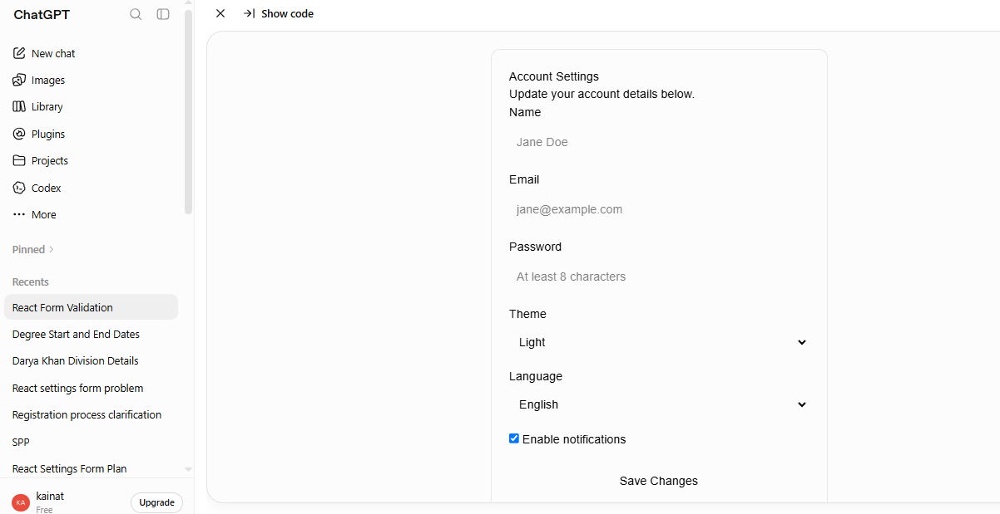 ChatGPT
New chat
Images
Library
Plugins
Projects
Codex
More
Pinned
Recents
React Form Validation
Degree Start and End Dates
Darya Khan Division Details
React settings form problem
Registration process clarification
SPP
React Settings Form Plan
KA
kainat
Free
Upgrade
Show code
Account Settings
Update your account details below.
Name
Jane Doe
Email
jane@example.com
Password
At least 8 characters
Theme
Light
Language
English
Enable notifications
Save Changes